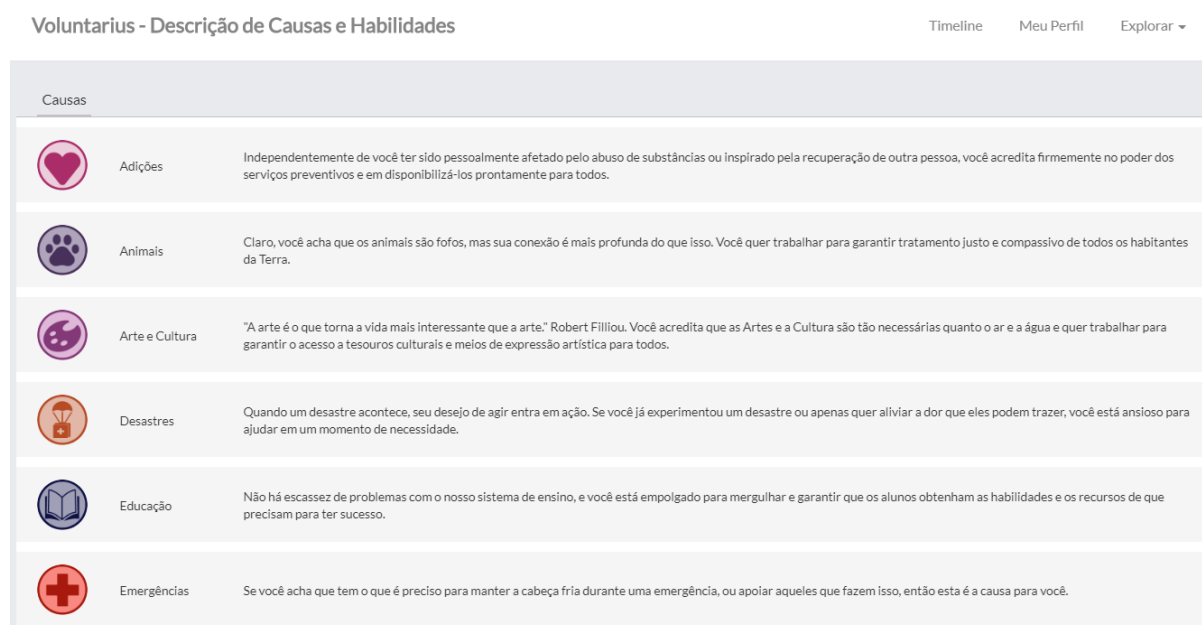 Voluntarius - Descrição de Causas e Habilidades
Timeline Meu Perfil Explorar
Causas
Adições
Independentemente de você ter sido pessoalmente afetado pelo abuso de substâncias ou inspirado pela recuperação de outra pessoa, você acredita firmemente no poder dos
serviços preventivos e em disponibilizá-los prontamente para todos.
Animais
Claro, você acha que os animais são fofos, mas sua conexão é mais profunda do que isso. Você quer trabalhar para garantir tratamento justo e compassivo de todos os habitantes
da Terra.
Arte e Cultura
"A arte é o que torna a vida mais interessante que a arte." Robert Filliou. Você acredita que as Artes e a Cultura são tão necessárias quanto o ar e a água e quer trabalhar para
garantir o acesso a tesouros culturais e meios de expressão artística para todos.
Desastres
Quando um desastre acontece, seu desejo de agir entra em ação. Se você já experimentou um desastre ou apenas quer aliviar a dor que eles podem trazer, você está ansioso para
ajudar em um momento de necessidade.
Educação
Não há escassez de problemas com o nosso sistema de ensino, e você está empolgado para mergulhar e garantir que os alunos obtenham as habilidades e os recursos de que
precisam para ter sucesso.
Emergências
Se você acha que tem o que é preciso para manter a cabeça fria durante uma emergência, ou apoiar aqueles que fazem isso, então esta é a causa para você.